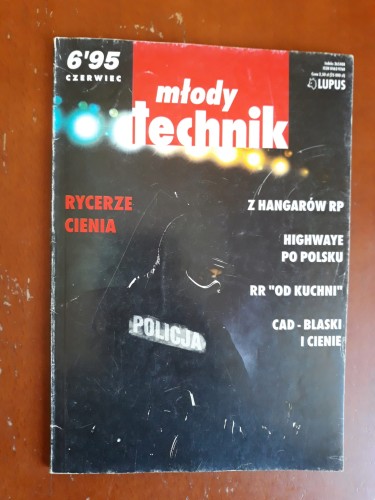 6'95
CZERWIEC
młody
technik
LUPUS
RYCERZE
CIENIA
Z HANGARÓW RP
HIGHWAYE
PO POLSKU
RR "OD KUCHNI"
CAD - BLASKI
I CIENIE
POLICJA